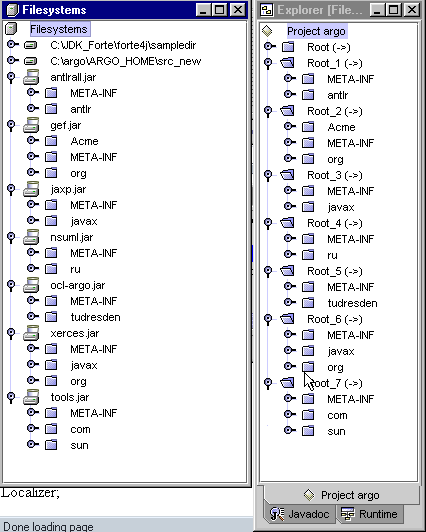 Filesystems
Filesystems
C:\JDK_Forte\forte4j\sampledir
C:\argo\ARGO_HOME\src_new
antlrall.jar
META-INF
antlr
gef.jar
Acme
META-INF
org
jaxp.jar
META-INF
javax
nsuml.jar
META-INF
ru
ocl-argo.jar
META-INF
tudresden
xerces.jar
META-INF
javax
org
tools.jar
META-INF
com
sun
Localizer;
Done loading page
Explorer [File...
Project argo
Root (->)
Root_1 (->)
META-INF
antlr
Root_2 (->)
Acme
META-INF
org
Root_3 (->)
META-INF
javax
Root_4 (->)
META-INF
ru
Root_5 (->)
META-INF
tudresden
Root_6 (->)
META-INF
javax
org
Root_7 (->)
META-INF
com
sun
Project argo
Javadoc
Runtime